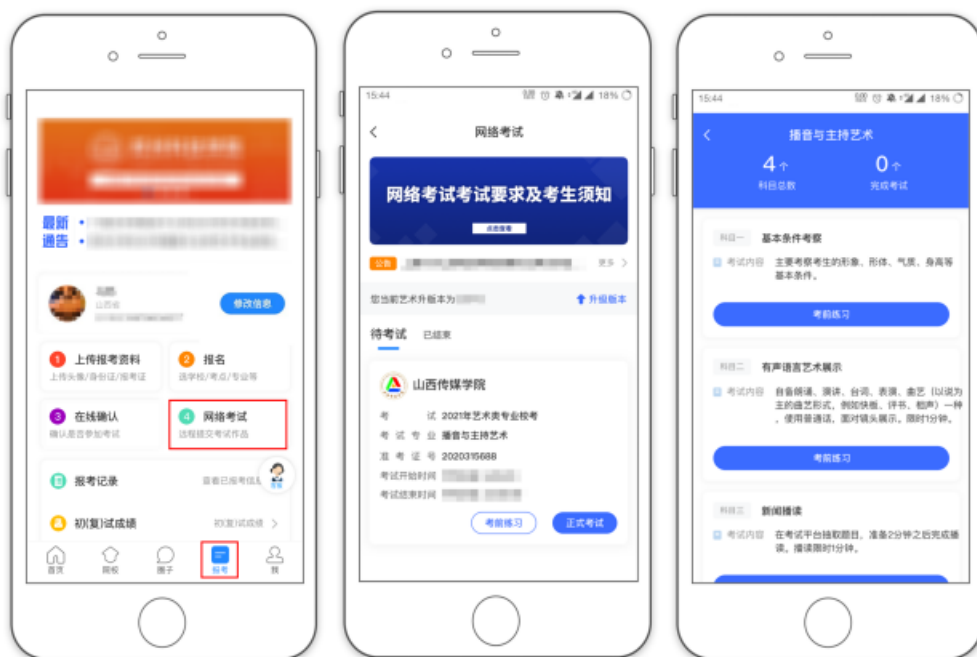 最新
通告
山西省
修改信息
1 上传报考资料
上传头像/身份证/报考证
2 报名
选学校/考点/专业等
3 在线确认
确认是否参加考试
4 网络考试
远程提交考试作品
报考记录
查看已报考信息
初(复)试成绩
初(复)试成绩 >
首页
院校
圈子
报考
我
15:44
18%
网络考试
网络考试考试要求及考生须知
点击查看
公告
更多 >
您当前艺术升版本为
升级版本
待考试 已结束
山西传媒学院
考 试 2021年艺术类专业校考
考 试 专 业 播音与主持艺术
准 考 证 号 2020315688
考试开始时间
考试结束时间
考前练习
正式考试
15:44
18%
播音与主持艺术
4个
科目总数
0个
完成考试
科目一 基本条件考察
考试内容 主要考察考生的形象、形体、气质、身高等
基本条件。
考前练习
科目二 有声语言艺术展示
考试内容 自备朗诵、演讲、台词、表演、曲艺（以说为
主的曲艺形式，例如快板、评书、相声）一种
，使用普通话，面对镜头展示，限时1分钟。
考前练习
科目三 新闻播读
考试内容 在考试平台抽取题目，准备2分钟之后完成播
读，播读限时1分钟。